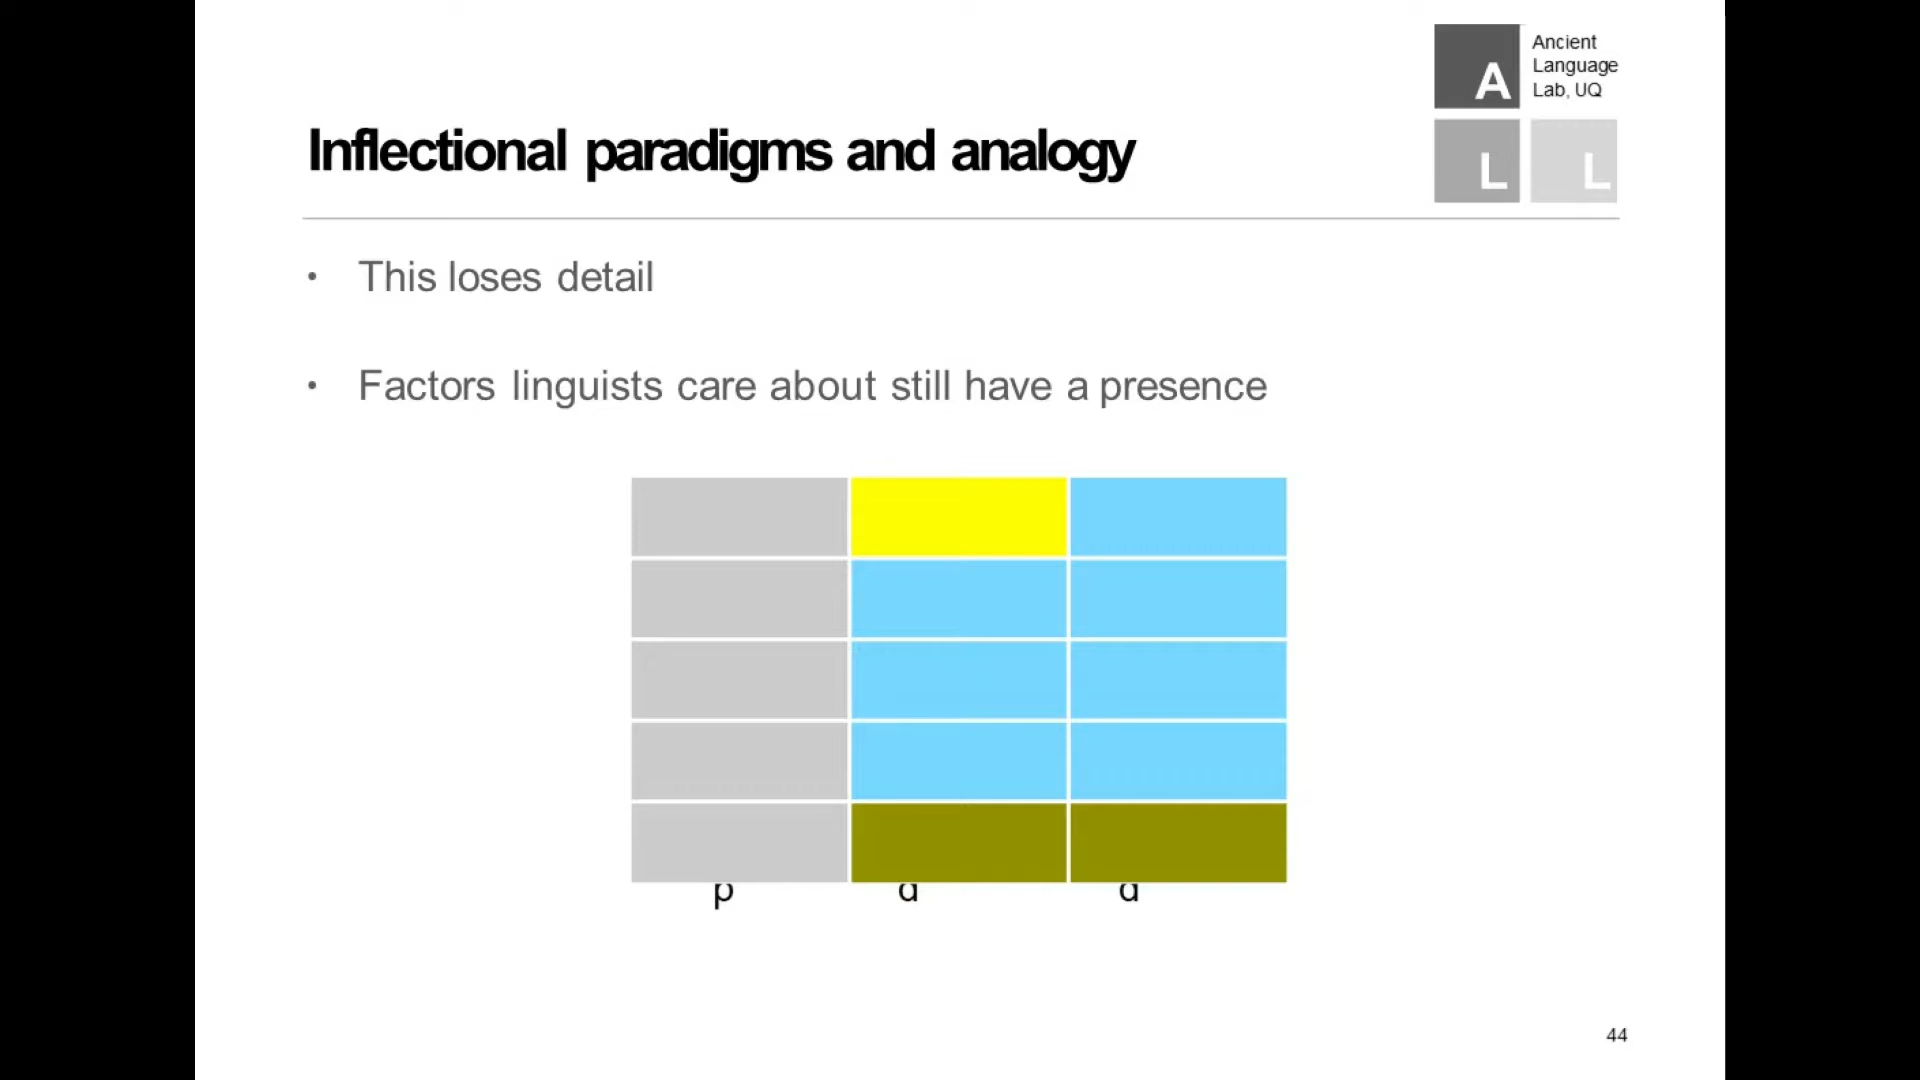 A
Ancient
Language
Lab, UQ
L L
Inflectional paradigms and analogy
• This loses detail
• Factors linguists care about still have a presence
p
44